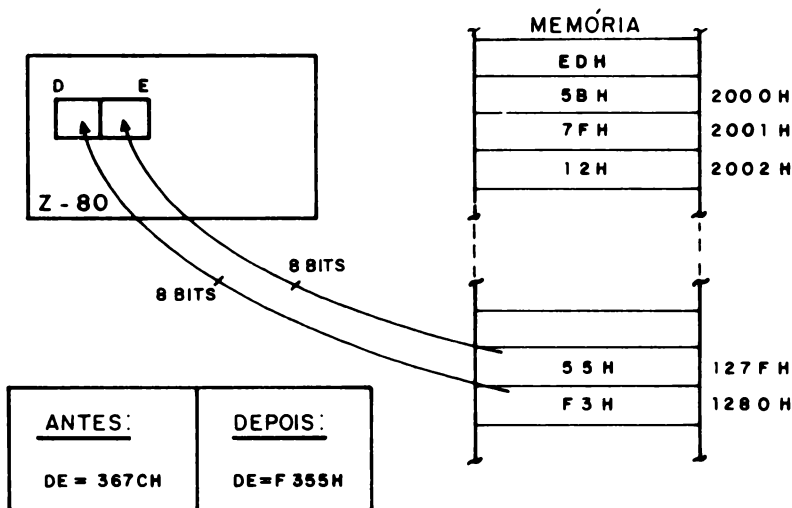 MEMÓRIA
EDH
D E
5BH 2000H
7FH 2001H
12H 2002H
Z-80
8 BITS
8 BITS
55H 127FH
F3H 1280H
ANTES: DEPOIS:
DE = 367CH DE=F355H